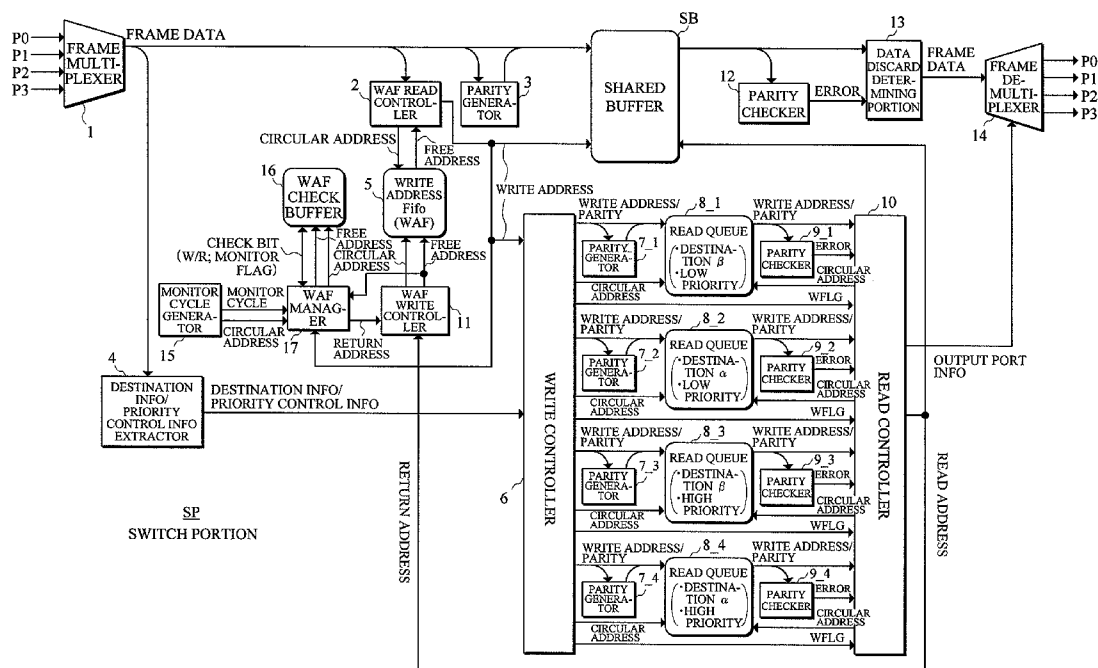 P0
P1
P2
P3
FRAME
MULTI-
PLEXER
1
FRAME DATA
2
WAF READ
CONTROL-
LER
PARITY
GENERATOR
3
SB
SHARED
BUFFER
12
PARITY
CHECKER
ERROR
13
DATA
DISCARD
DETER-
MINING
PORTION
FRAME
DATA
FRAME
DE-
MULTI-
PLEXER
14
P0
P1
P2
P3
CIRCULAR ADDRESS
FREE
ADDRESS
WRITE ADDRESS
16
WAF
CHECK
BUFFER
5
WRITE
ADDRESS
Fifo
(WAF)
CHECK BIT
(W/R; MONITOR
FLAG)
FREE
ADDRESS
CIRCULAR
ADDRESS
FREE
ADDRESS
MONITOR
CYCLE
GENERA-
TOR
15
MONITOR
CYCLE
CIRCULAR
ADDRESS
WAF
MANAG-
ER
17
RETURN
ADDRESS
WAF WRITE
CONTROL-
LER
11
4
DESTINATION
INFO/
PRIORITY
CONTROL INFO
EXTRACTOR
DESTINATION INFO/
PRIORITY CONTROL INFO
RETURN ADDRESS
SP
SWITCH PORTION
6
WRITE CONTROLLER
WRITE ADDRESS/
PARITY
PARITY
GENERA-
TOR
7_1
8_1
READ QUEUE
・DESTINA-
TION β
・LOW
PRIORITY
WRITE ADDRESS/
PARITY
9_1
PARITY
CHECKER
ERROR
CIRCULAR
ADDRESS
CIRCULAR
ADDRESS
WFLG
WRITE ADDRESS/
PARITY
PARITY
GENERA-
TOR
7_2
8_2
READ QUEUE
・DESTINA-
TION α
・LOW
PRIORITY
WRITE ADDRESS/
PARITY
9_2
PARITY
CHECKER
ERROR
CIRCULAR
ADDRESS
CIRCULAR
ADDRESS
WFLG
WRITE ADDRESS/
PARITY
PARITY
GENERA-
TOR
7_3
8_3
READ QUEUE
・DESTINA-
TION β
・HIGH
PRIORITY
WRITE ADDRESS/
PARITY
9_3
PARITY
CHECKER
ERROR
CIRCULAR
ADDRESS
CIRCULAR ADDRESS
WFLG
WRITE ADDRESS/
PARITY
PARITY
GENERA-
TOR
7_4
8_4
READ QUEUE
・DESTINA-
TION α
・HIGH
PRIORITY
WRITE ADDRESS/
PARITY
9_4
PARITY
CHECKER
ERROR
CIRCULAR
ADDRESS
CIRCULAR
ADDRESS
WFLG
10
READ CONTROLLER
OUTPUT PORT
INFO
READ ADDRESS